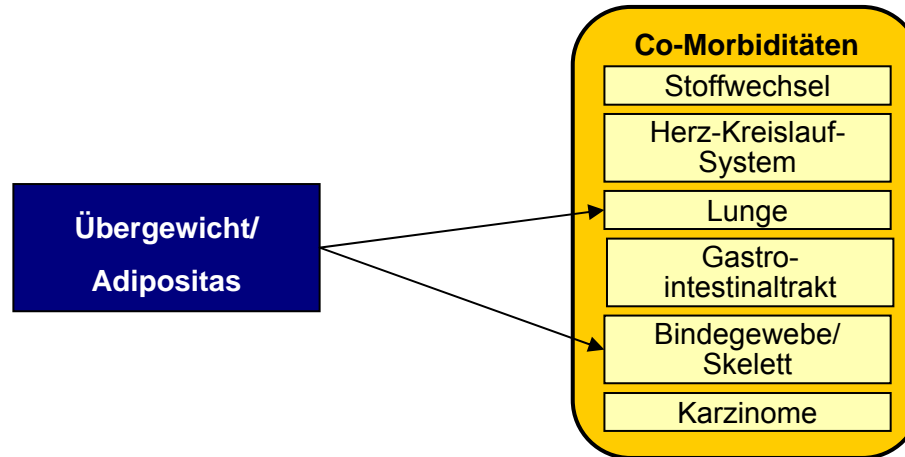 Übergewicht/
Adipositas
Co-Morbiditäten
Stoffwechsel
Herz-Kreislauf-
System
Lunge
Gastro-
intestinaltrakt
Bindegewebe/
Skelett
Karzinome